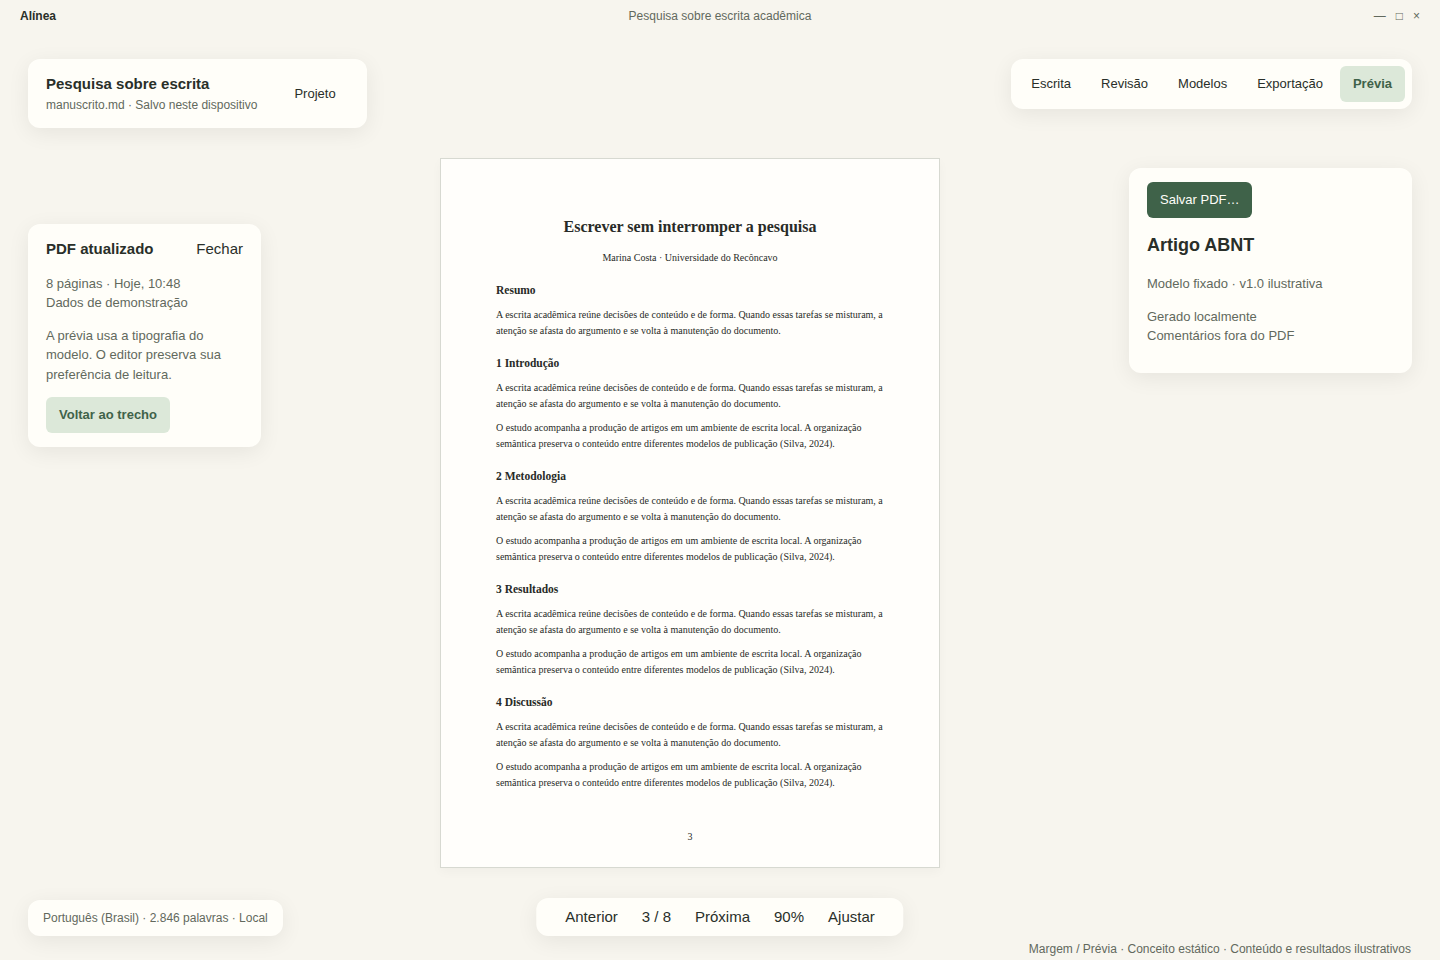 Alínea
Pesquisa sobre escrita acadêmica
— □ ×
Pesquisa sobre escrita
manuscrito.md · Salvo neste dispositivo
Projeto
Escrita Revisão Modelos Exportação Prévia
PDF atualizado Fechar
8 páginas · Hoje, 10:48
Dados de demonstração
A prévia usa a tipografia do
modelo. O editor preserva sua
preferência de leitura.
Voltar ao trecho
Escrever sem interromper a pesquisa
Marina Costa · Universidade do Recôncavo
Resumo
A escrita acadêmica reúne decisões de conteúdo e de forma. Quando essas tarefas se misturam, a
atenção se afasta do argumento e se volta à manutenção do documento.
1 Introdução
A escrita acadêmica reúne decisões de conteúdo e de forma. Quando essas tarefas se misturam, a
atenção se afasta do argumento e se volta à manutenção do documento.
O estudo acompanha a produção de artigos em um ambiente de escrita local. A organização
semântica preserva o conteúdo entre diferentes modelos de publicação (Silva, 2024).
2 Metodologia
A escrita acadêmica reúne decisões de conteúdo e de forma. Quando essas tarefas se misturam, a
atenção se afasta do argumento e se volta à manutenção do documento.
O estudo acompanha a produção de artigos em um ambiente de escrita local. A organização
semântica preserva o conteúdo entre diferentes modelos de publicação (Silva, 2024).
3 Resultados
A escrita acadêmica reúne decisões de conteúdo e de forma. Quando essas tarefas se misturam, a
atenção se afasta do argumento e se volta à manutenção do documento.
O estudo acompanha a produção de artigos em um ambiente de escrita local. A organização
semântica preserva o conteúdo entre diferentes modelos de publicação (Silva, 2024).
4 Discussão
A escrita acadêmica reúne decisões de conteúdo e de forma. Quando essas tarefas se misturam, a
atenção se afasta do argumento e se volta à manutenção do documento.
O estudo acompanha a produção de artigos em um ambiente de escrita local. A organização
semântica preserva o conteúdo entre diferentes modelos de publicação (Silva, 2024).
3
Salvar PDF…
Artigo ABNT
Modelo fixado · v1.0 ilustrativa
Gerado localmente
Comentários fora do PDF
Português (Brasil) · 2.846 palavras · Local
Anterior 3 / 8 Próxima 90% Ajustar
Margem / Prévia · Conceito estático · Conteúdo e resultados ilustrativos